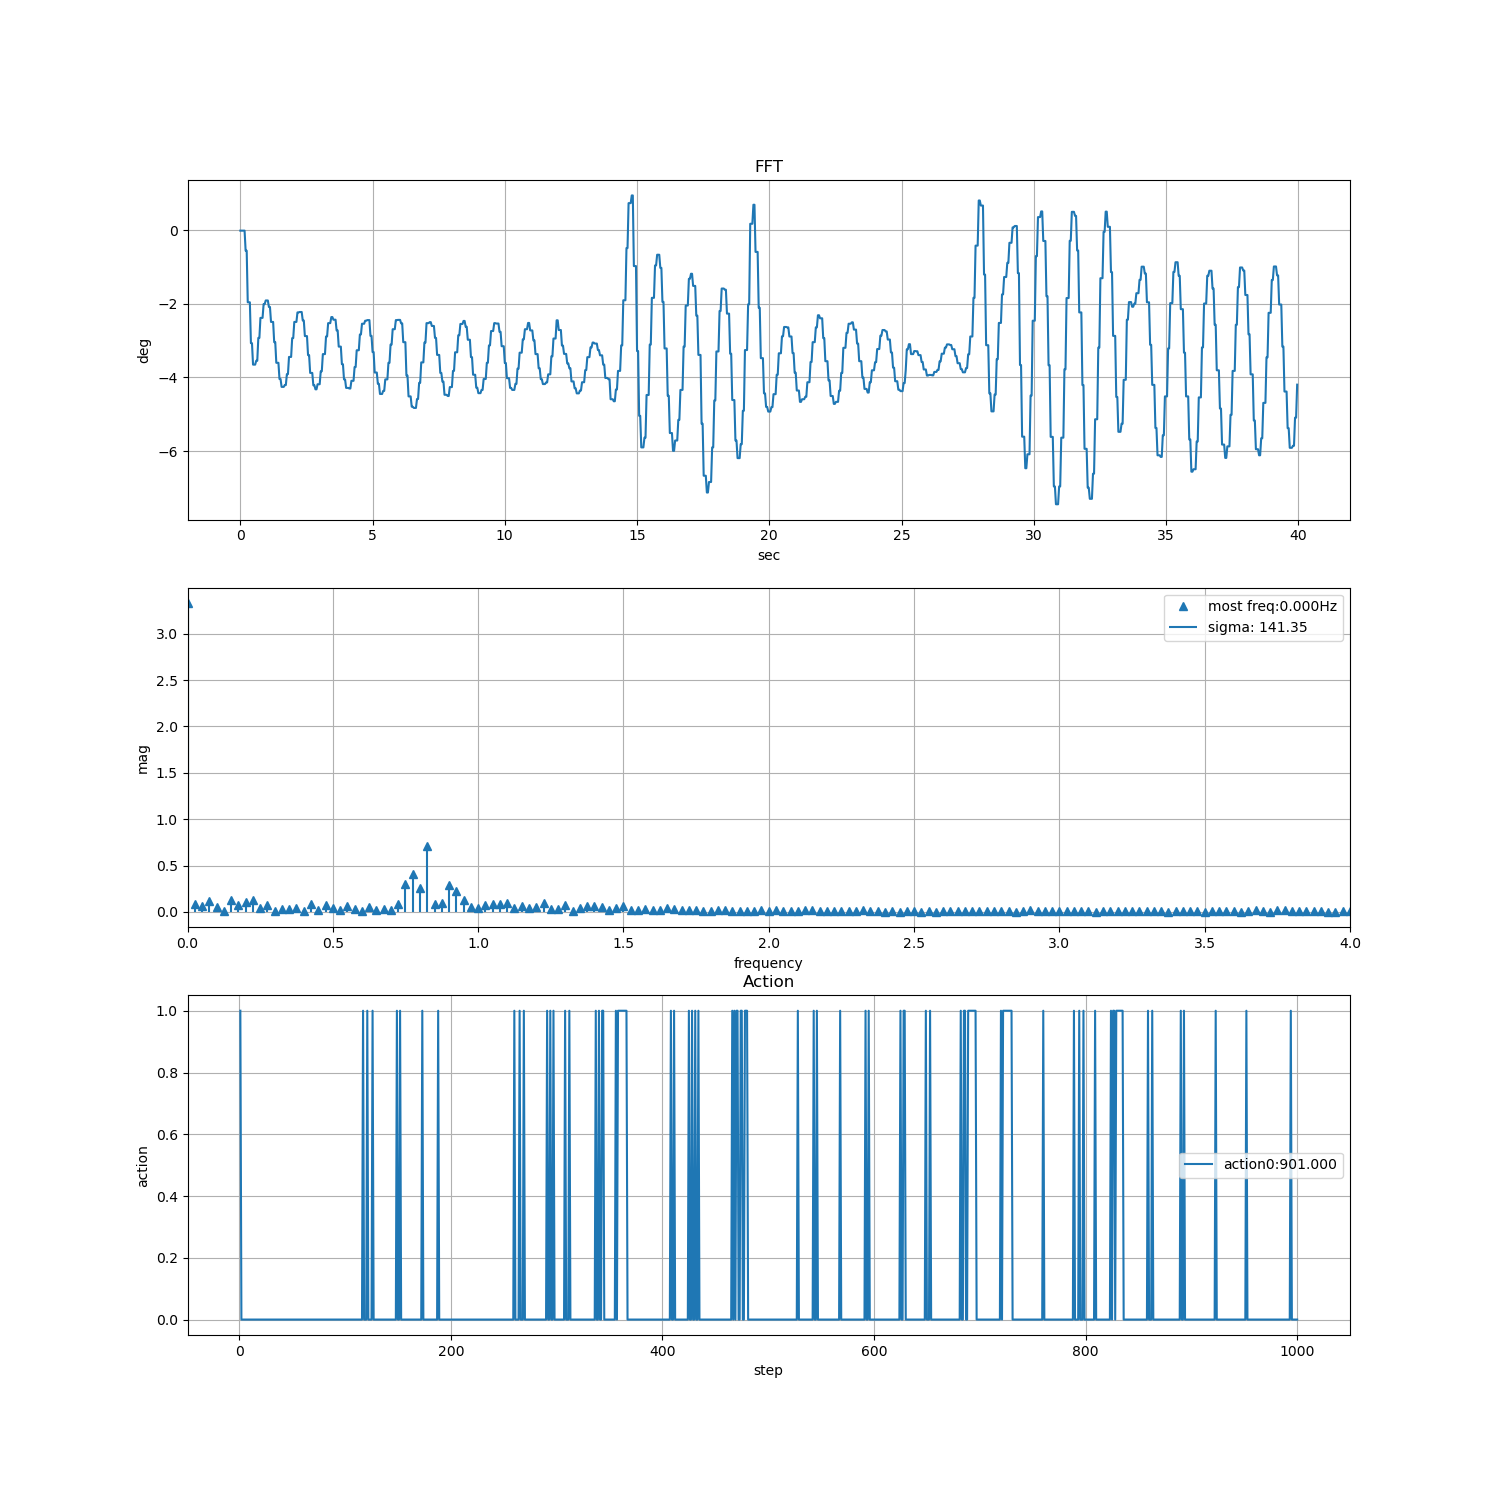 FFT
0
−2
−4
−6
deg
0 5 10 15 20 25 30 35 40
sec
most freq:0.000Hz
sigma: 141.35
3.0
2.5
2.0
1.5
1.0
0.5
0.0
mag
0.0 0.5 1.0 1.5 2.0 2.5 3.0 3.5 4.0
frequency
Action
1.0
0.8
0.6
0.4
0.2
0.0
action
action0:901.000
0 200 400 600 800 1000
step